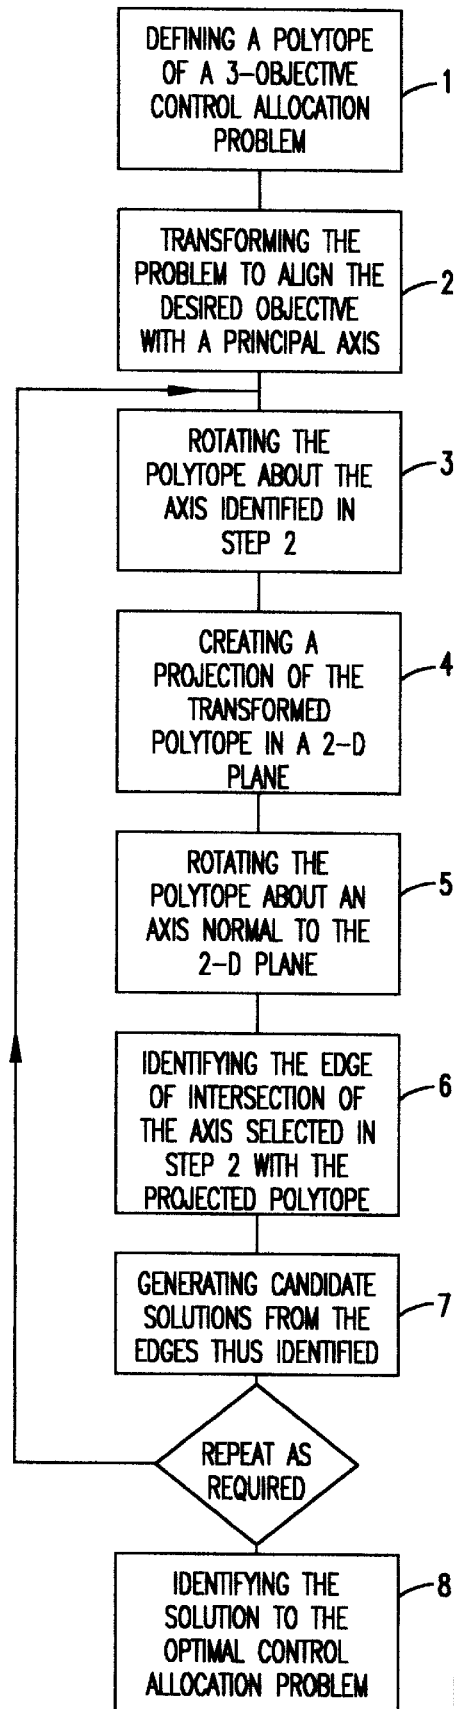 DEFINING A POLYTOPE
OF A 3-OBJECTIVE
CONTROL ALLOCATION
PROBLEM
1
TRANSFORMING THE
PROBLEM TO ALIGN THE
DESIRED OBJECTIVE
WITH A PRINCIPAL AXIS
2
ROTATING THE
POLYTOPE ABOUT THE
AXIS IDENTIFIED IN
STEP 2
3
CREATING A
PROJECTION OF THE
TRANSFORMED
POLYTOPE IN A 2-D
PLANE
4
ROTATING THE
POLYTOPE ABOUT AN
AXIS NORMAL TO THE
2-D PLANE
5
IDENTIFYING THE EDGE
OF INTERSECTION OF
THE AXIS SELECTED IN
STEP 2 WITH THE
PROJECTED POLYTOPE
6
GENERATING CANDIDATE
SOLUTIONS FROM THE
EDGES THUS IDENTIFIED
7
REPEAT AS
REQUIRED
IDENTIFYING THE
SOLUTION TO THE
OPTIMAL CONTROL
ALLOCATION PROBLEM
8